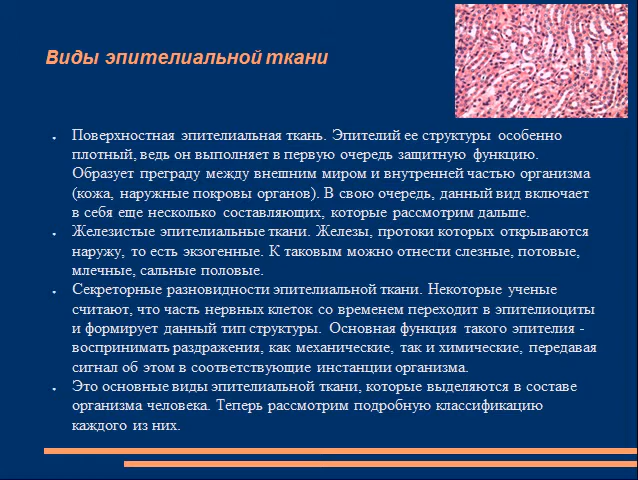 Виды эпителиальной ткани
Поверхностная эпителиальная ткань. Эпителий ее структуры особенно
плотный, ведь он выполняет в первую очередь защитную функцию.
Образует преграду между внешним миром и внутренней частью организма
(кожа, наружные покровы органов). В свою очередь, данный вид включает
в себя еще несколько составляющих, которые рассмотрим дальше.
Железистые эпителиальные ткани. Железы, протоки которых открываются
наружу, то есть экзогенные. К таковым можно отнести слезные, потовые,
млечные, сальные половые.
Секреторные разновидности эпителиальной ткани. Некоторые ученые
считают, что часть нервных клеток со временем переходит в эпителиоциты
и формирует данный тип структуры. Основная функция такого эпителия -
воспринимать раздражения, как механические, так и химические, передавая
сигнал об этом в соответствующие инстанции организма.
Это основные виды эпителиальной ткани, которые выделяются в составе
организма человека. Теперь рассмотрим подробную классификацию
каждого из них.